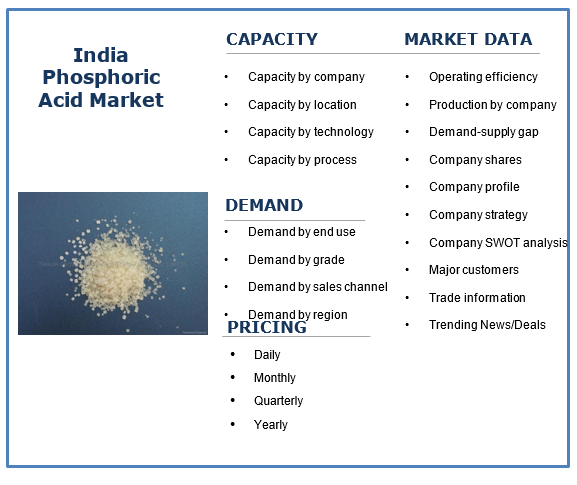 India
Phosphoric
Acid Market
CAPACITY
• Capacity by company
• Capacity by location
• Capacity by technology
• Capacity by process
DEMAND
• Demand by end use
• Demand by grade
• Demand by sales channel
• Demand by region
PRICING
• Daily
• Monthly
• Quarterly
• Yearly
MARKET DATA
• Operating efficiency
• Production by company
• Demand-supply gap
• Company shares
• Company profile
• Company strategy
• Company SWOT analysis
• Major customers
• Trade information
• Trending News/Deals